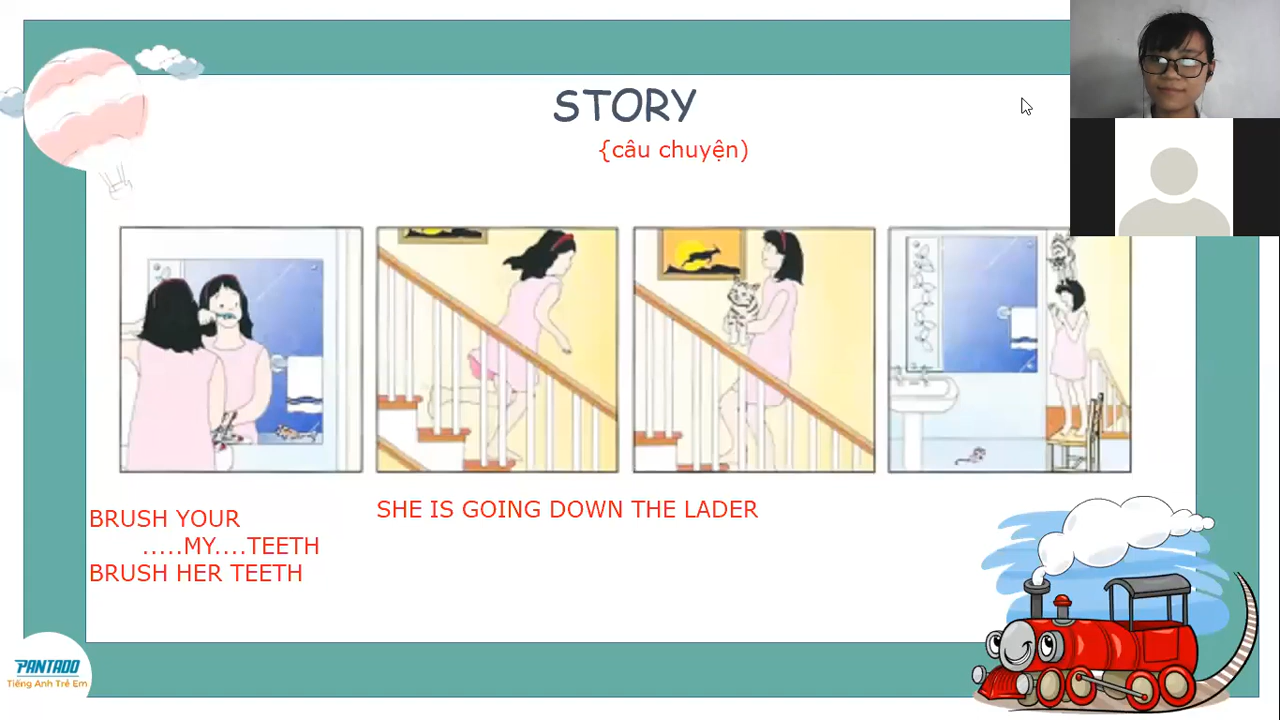 STORY
{câu chuyện)
BRUSH YOUR
.....MY....TEETH
BRUSH HER TEETH
SHE IS GOING DOWN THE LADER
PANTADO
Tiếng Anh Trẻ Em